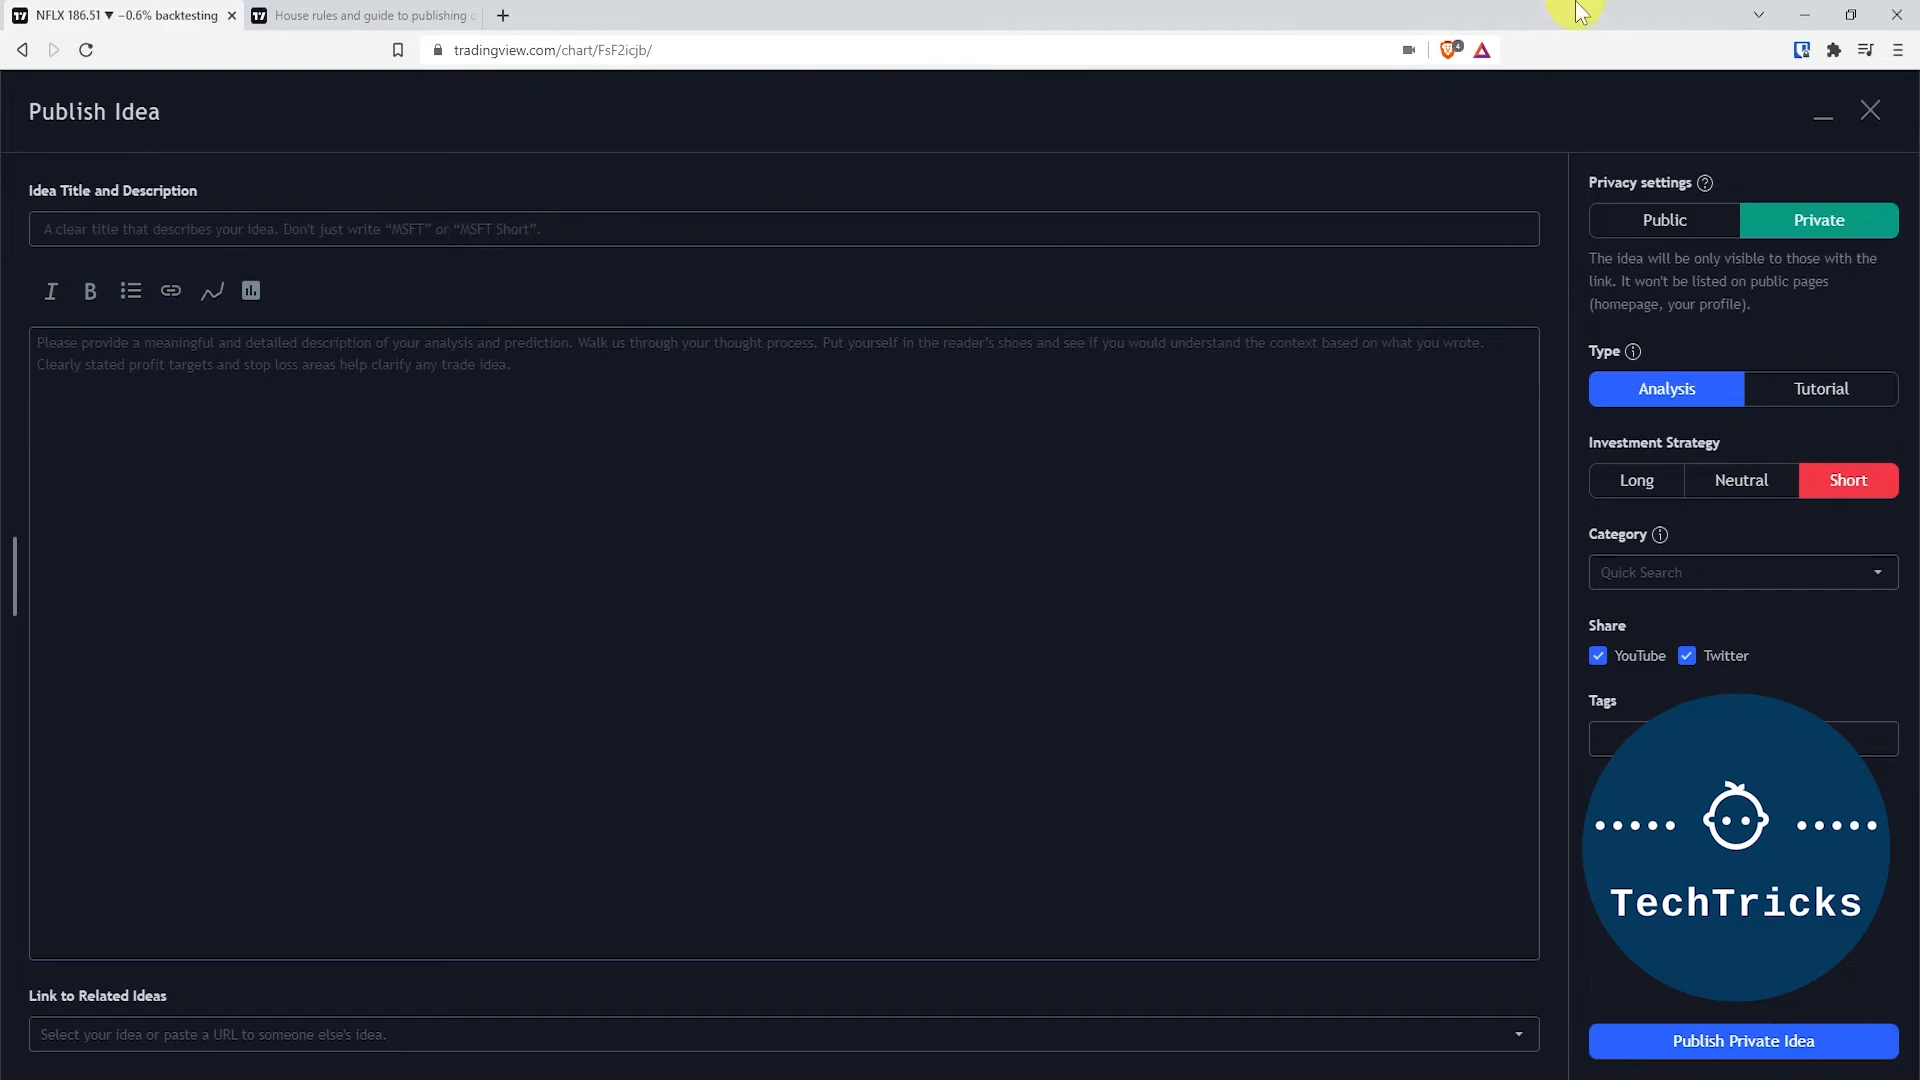 NFLX 186.51 ▼ −0.6% backtesting
House rules and guide to publishing
tradingview.com/chart/FsF2icjb/
4
Publish Idea
Idea Title and Description
A clear title that describes your idea. Don't just write “MSFT” or “MSFT Short”.
I B
Please provide a meaningful and detailed description of your analysis and prediction. Walk us through your thought process. Put yourself in the reader’s shoes and see if you would understand the context based on what you wrote.
Clearly stated profit targets and stop loss areas help clarify any trade idea.
Link to Related Ideas
Select your idea or paste a URL to someone else's idea.
Privacy settings ?
Public Private
The idea will be only visible to those with the
link. It won't be listed on public pages
(homepage, your profile).
Type i
Analysis Tutorial
Investment Strategy
Long Neutral Short
Category i
Quick Search
Share
YouTube Twitter
Tags
TechTricks
Publish Private Idea